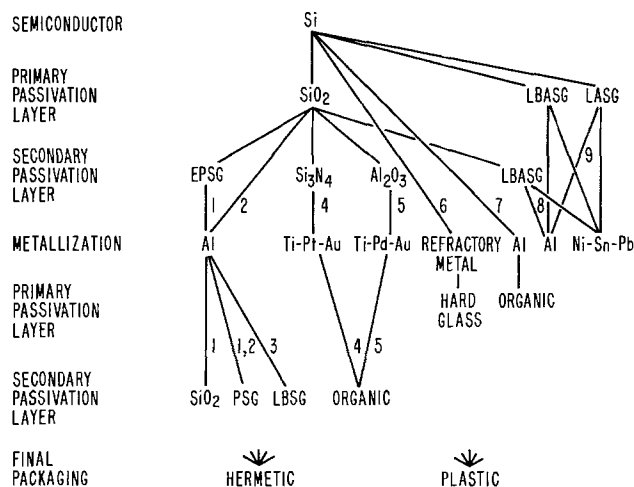 SEMICONDUCTOR Si
PRIMARY PASSIVATION LAYER SiO2 LBASG LASG
SECONDARY PASSIVATION LAYER EPSG Si3N4 Al2O3 LBASG 9
1 2 4 5 6 7 8
METALLIZATION Al Ti-Pt-Au Ti-Pd-Au REFRACTORY METAL Al Al Ni-Sn-Pb
PRIMARY PASSIVATION LAYER HARD GLASS ORGANIC
1 1,2 3 4 5
SECONDARY PASSIVATION LAYER SiO2 PSG LBSG ORGANIC
FINAL PACKAGING HERMETIC PLASTIC